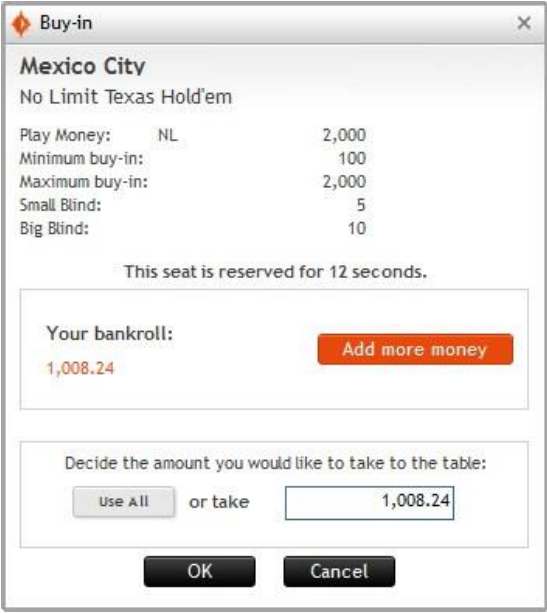 Buy-in
Mexico City
No Limit Texas Hold'em
Play Money: NL 2,000
Minimum buy-in: 100
Maximum buy-in: 2,000
Small Blind: 5
Big Blind: 10
This seat is reserved for 12 seconds.
Your bankroll:
Add more money
1,008.24
Decide the amount you would like to take to the table:
Use All or take 1,008.24
OK Cancel